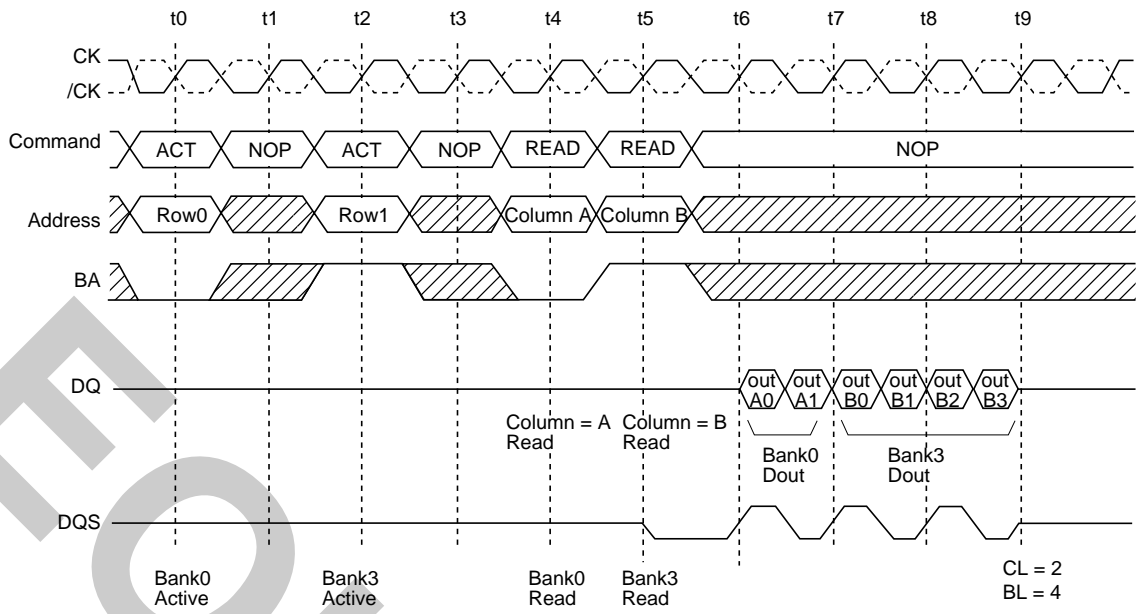 t0 t1 t2 t3 t4 t5 t6 t7 t8 t9
CK
/CK
Command ACT NOP ACT NOP READ READ NOP
Address Row0 Row1 Column A Column B
BA
DQ out A0 out A1 out B0 out B1 out B2 out B3
Column = A Read
Column = B Read
Bank0 Dout
Bank3 Dout
DQS
Bank0 Active
Bank3 Active
Bank0 Read
Bank3 Read
CL = 2
BL = 4